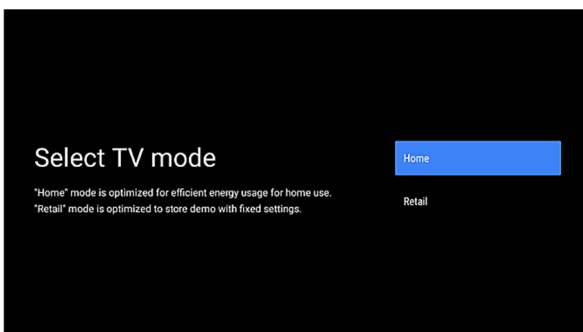 Select TV mode
"Home" mode is optimized for efficient energy usage for home use.
"Retail" mode is optimized to store demo with fixed settings.
Home
Retail